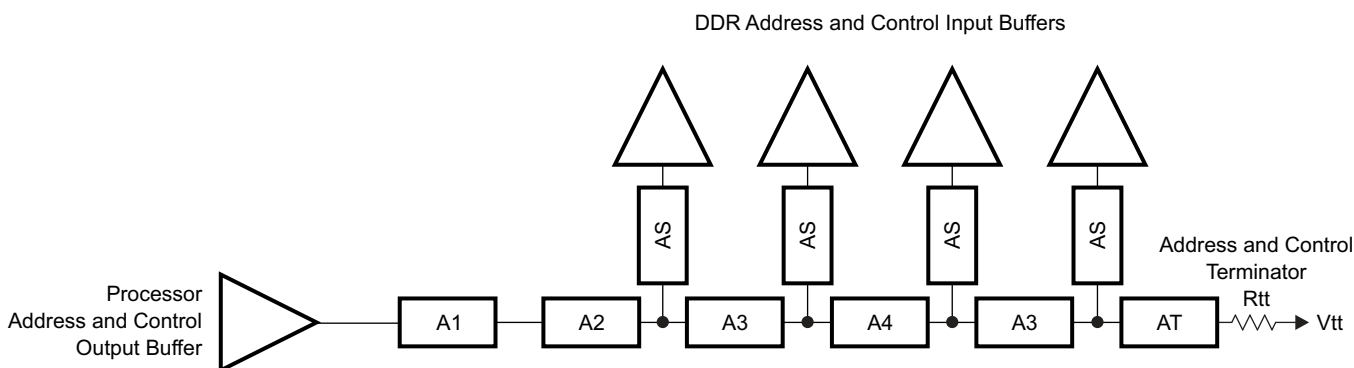 DDR Address and Control Input Buffers
AS
AS
AS
AS
Address and Control
Terminator
Rtt
Processor
Address and Control
Output Buffer
A1
A2
A3
A4
A3
AT
Vtt